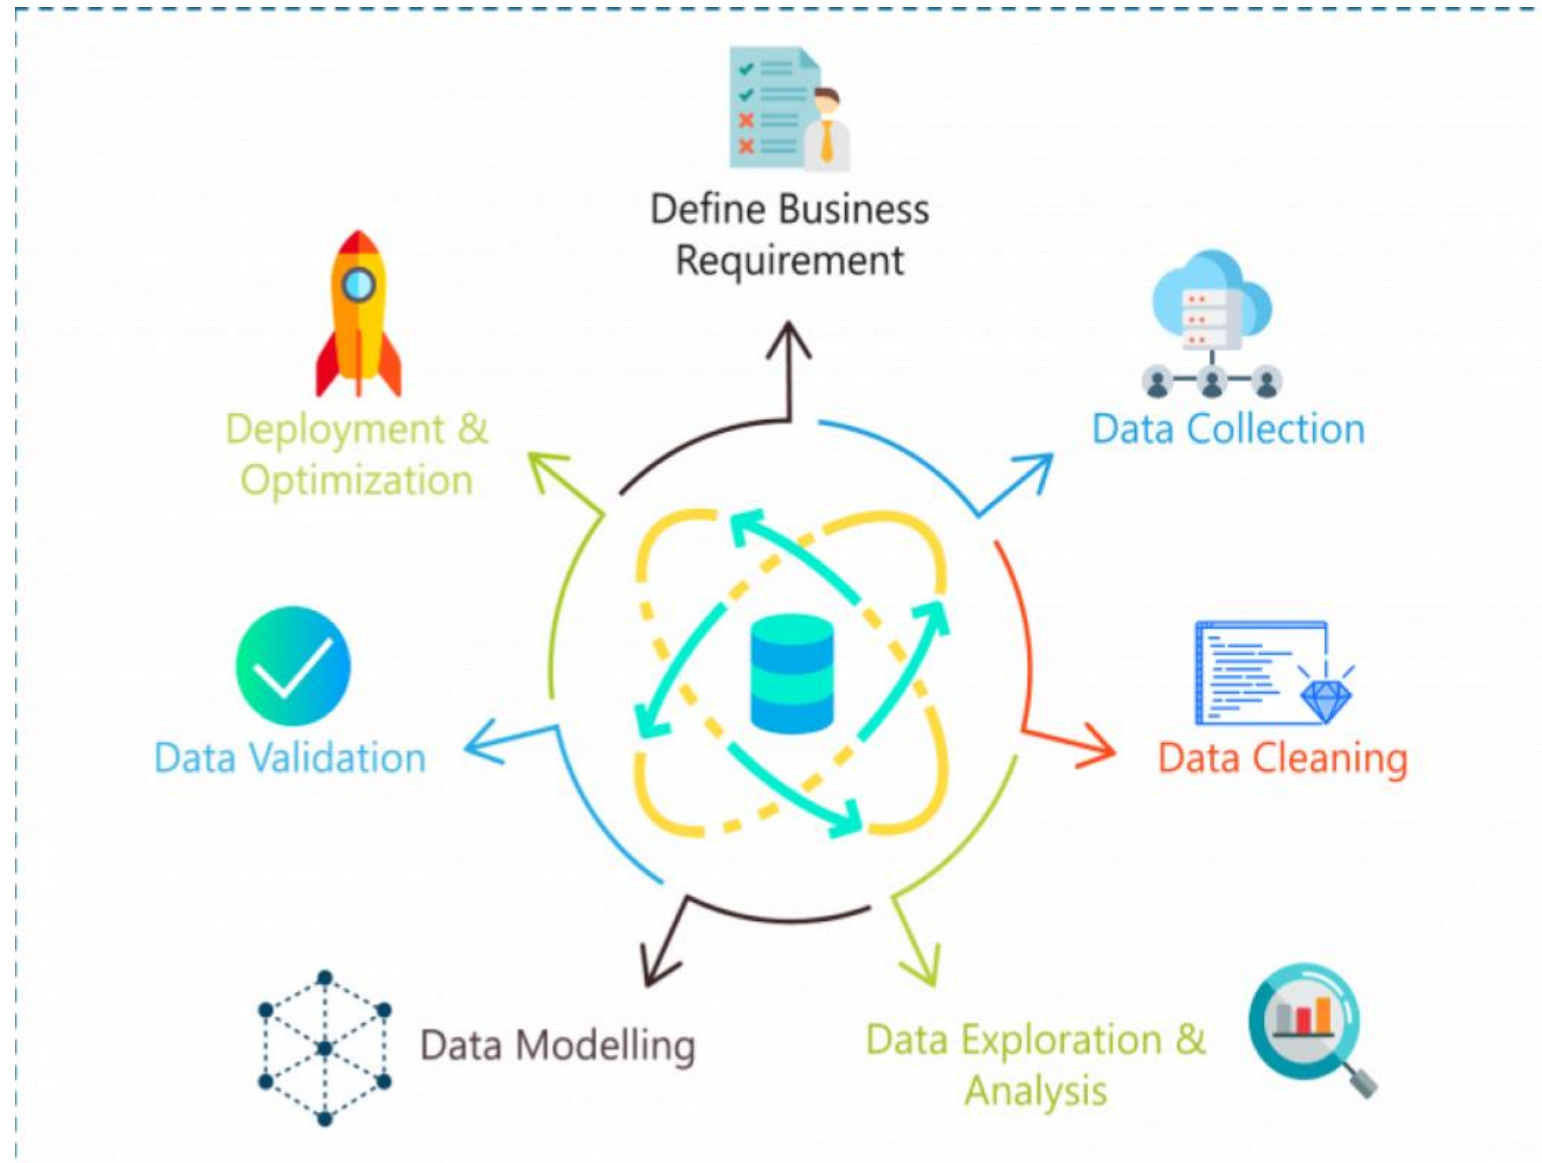 Define Business
Requirement
Data Collection
Data Cleaning
Data Exploration &
Analysis
Data Modelling
Data Validation
Deployment &
Optimization